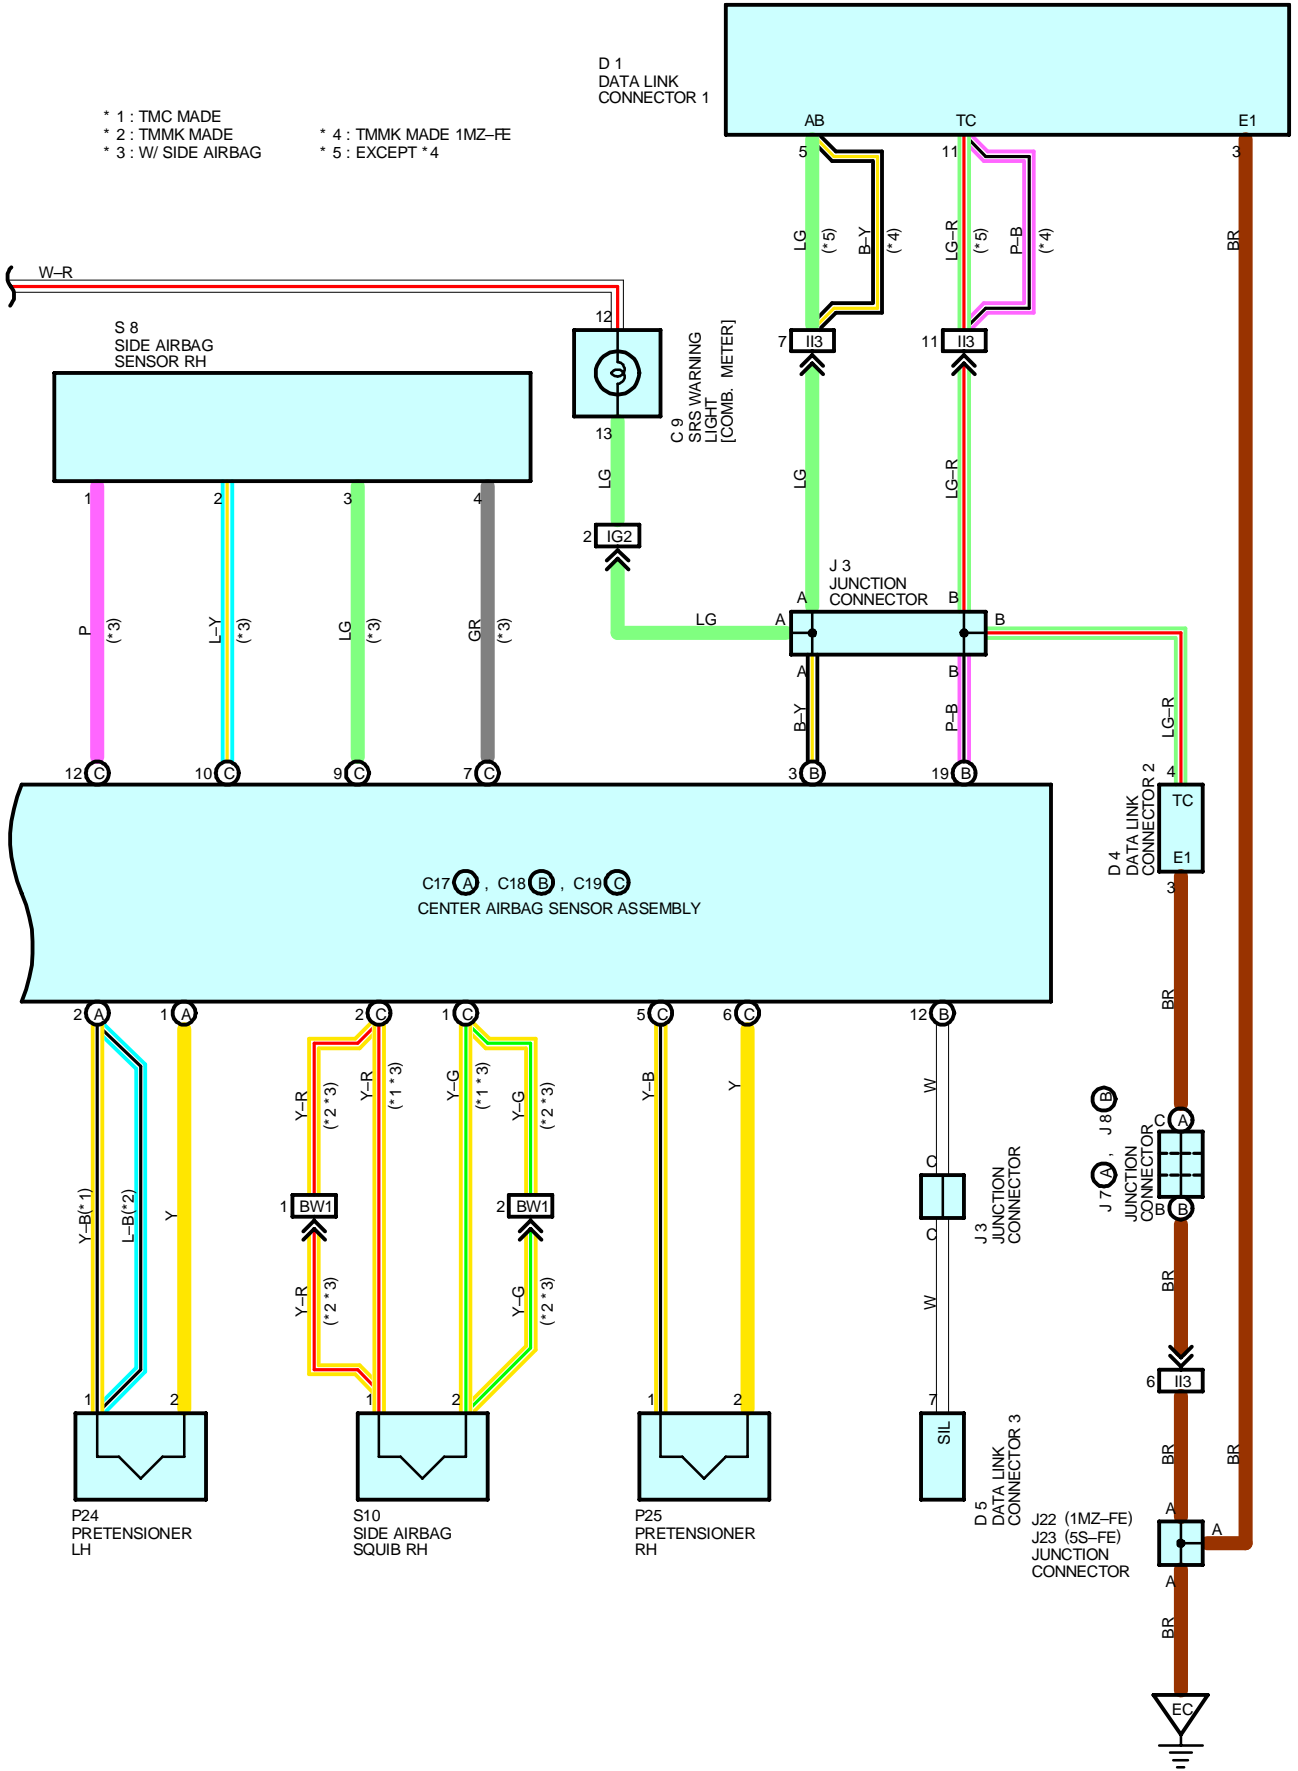 D 1
DATA LINK
CONNECTOR 1
* 1 : TMC MADE
* 2 : TMMK MADE
* 3 : W/ SIDE AIRBAG
* 4 : TMMK MADE 1MZ–FE
* 5 : EXCEPT * 4
AB
TC
E1
5
11
3
LG
(* 5)
B–Y
(* 4)
LG–R
(* 5)
P–B
(* 4)
BR
W–R
12
S 8
SIDE AIRBAG
SENSOR RH
7
II3
11
II3
C 9
SRS WARNING
LIGHT
[COMB. METER]
13
LG
LG
LG–R
1
2
3
4
2
IG2
J 3
JUNCTION
CONNECTOR
P
(* 3)
L–Y
(* 3)
LG
(* 3)
GR
(* 3)
LG
A
A
B
B
A
B
B–Y
P–B
LG–R
12
C
10
C
9
C
7
C
3
B
19
B
4
TC
E1
3
D 4
DATA LINK
CONNECTOR 2
C17 A , C18 B , C19 C
CENTER AIRBAG SENSOR ASSEMBLY
BR
2
A
1
A
2
C
1
C
5
C
6
C
12
B
Y–R
(* 2 * 3)
Y–R
(* 1 * 3)
Y–G
(* 1 * 3)
Y–G
(* 2 * 3)
Y–B
Y
W
C
A
J 7 A , J 8 B
JUNCTION
CONNECTOR
B
B
Y–B(* 1)
L–B(* 2)
Y
1
BW1
2
BW1
C
C
J 3
JUNCTION
CONNECTOR
Y–R
(* 2 * 3)
Y–G
(* 2 * 3)
W
BR
6
II3
1
2
1
2
1
2
7
SIL
D 5
DATA LINK
CONNECTOR 3
BR
BR
P24
PRETENSIONER
LH
S10
SIDE AIRBAG
SQUIB RH
P25
PRETENSIONER
RH
J22 (1MZ–FE)
J23 (5S–FE)
JUNCTION
CONNECTOR
A
A
A
BR
EC